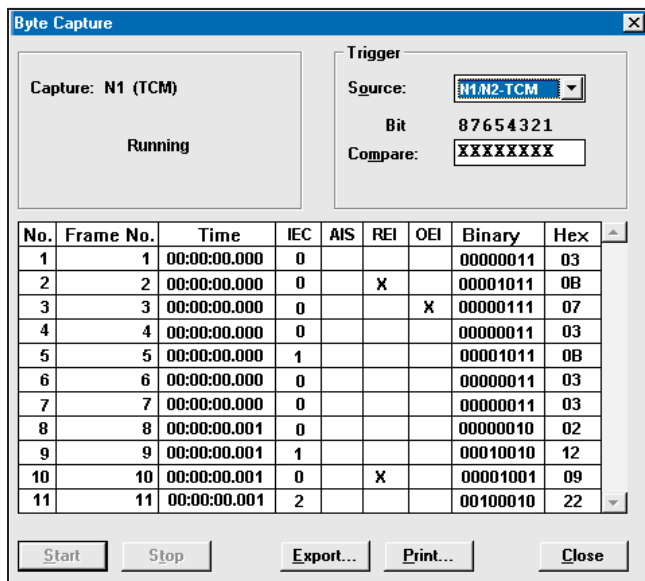 Byte Capture
Capture: N1 (TCM)
Running
Trigger
Source: N1/N2-TCM
Bit 87654321
Compare: XXXXXXXX
No. Frame No. Time IEC AIS REI OEI Binary Hex
1 1 00:00:00.000 0 00000011 03
2 2 00:00:00.000 0 X 00001011 0B
3 3 00:00:00.000 0 X 00000111 07
4 4 00:00:00.000 0 00000011 03
5 5 00:00:00.000 1 00001011 0B
6 6 00:00:00.000 0 00000011 03
7 7 00:00:00.000 0 00000011 03
8 8 00:00:00.001 0 00000010 02
9 9 00:00:00.001 1 00010010 12
10 10 00:00:00.001 0 X 00001001 09
11 11 00:00:00.001 2 00100010 22
Start Stop Export... Print... Close